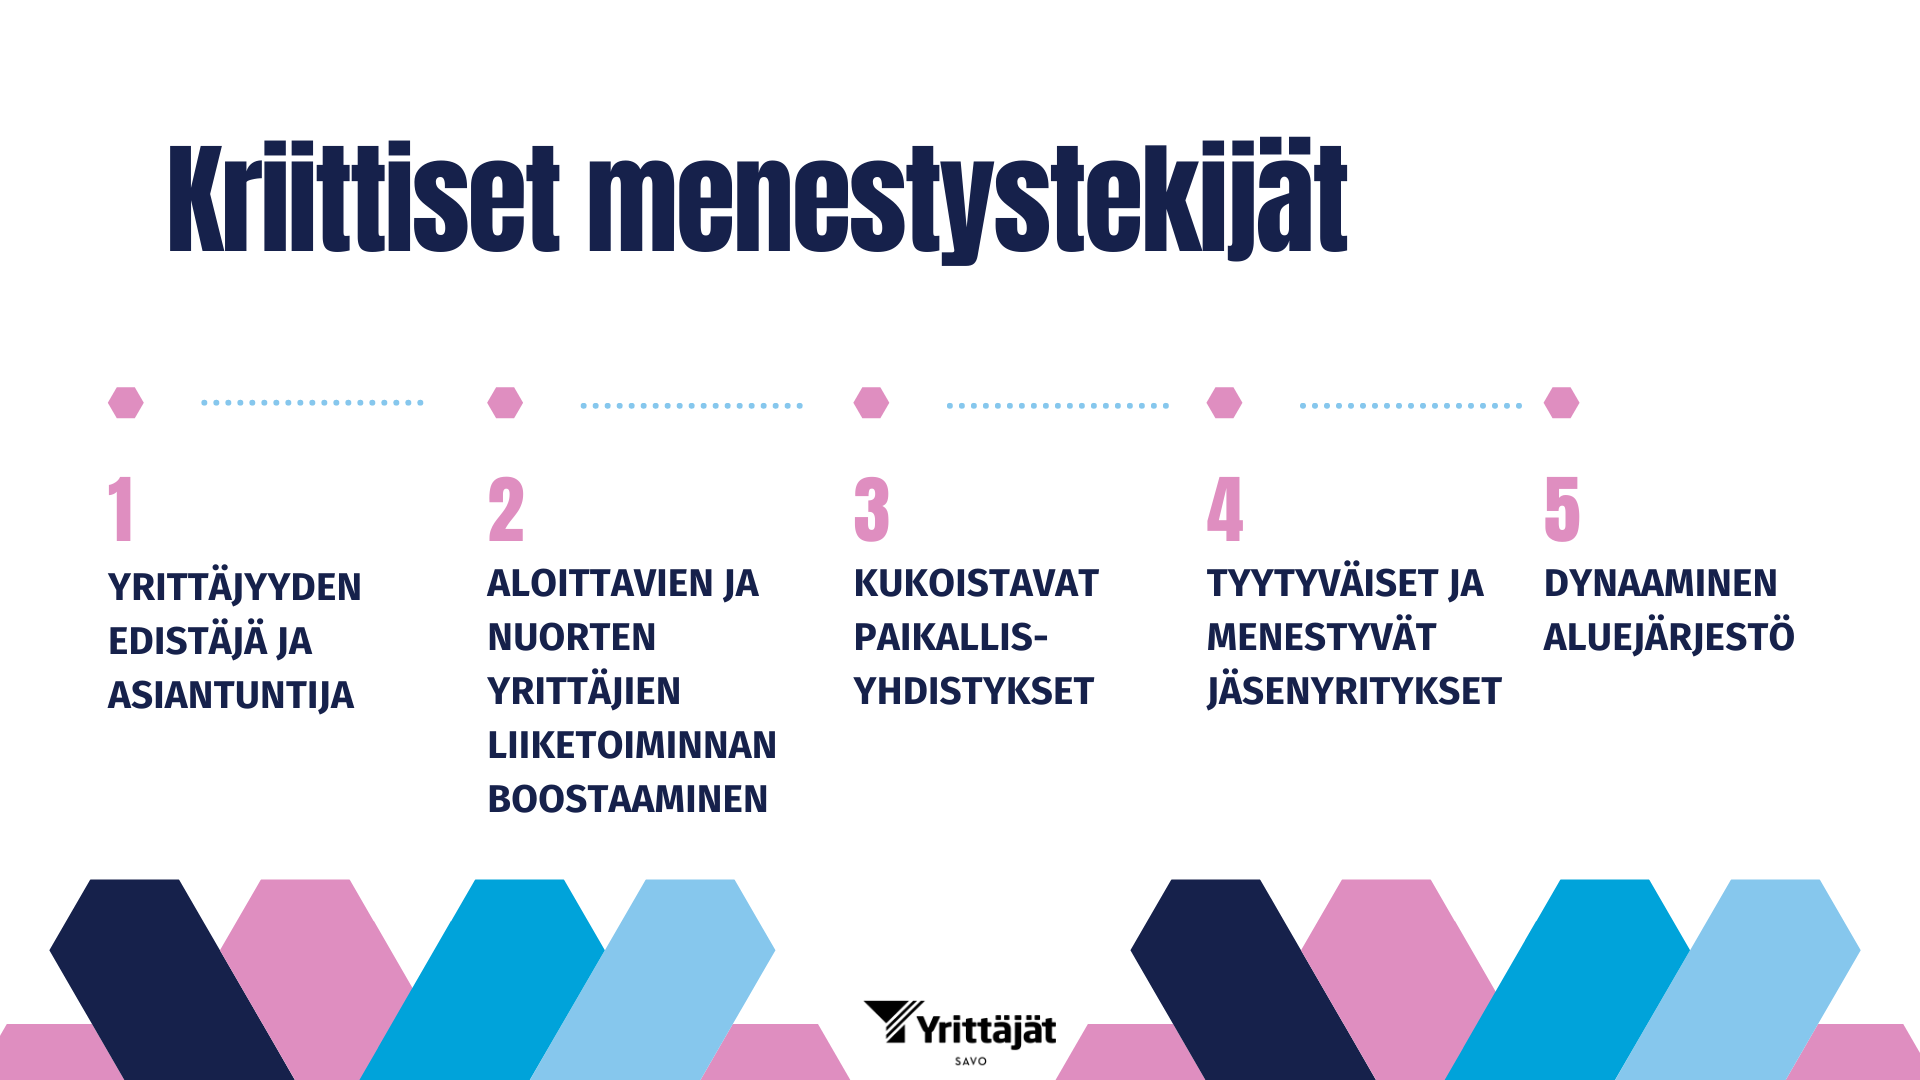 Kriittiset menestystekijät
1
YRITTÄJYYDEN
EDISTÄJÄ JA
ASIANTUNTIJA
2
ALOITTAVIEN JA
NUORTEN
YRITTÄJIEN
LIIKETOIMINNAN
BOOSTAAMINEN
3
KUKOISTAVAT
PAIKALLIS-
YHDISTYKSET
4
TYYTYVÄISET JA
MENESTYVÄT
JÄSENYRITYKSET
5
DYNAAMINEN
ALUEJÄRJESTÖ
Yrittäjät
SAVO